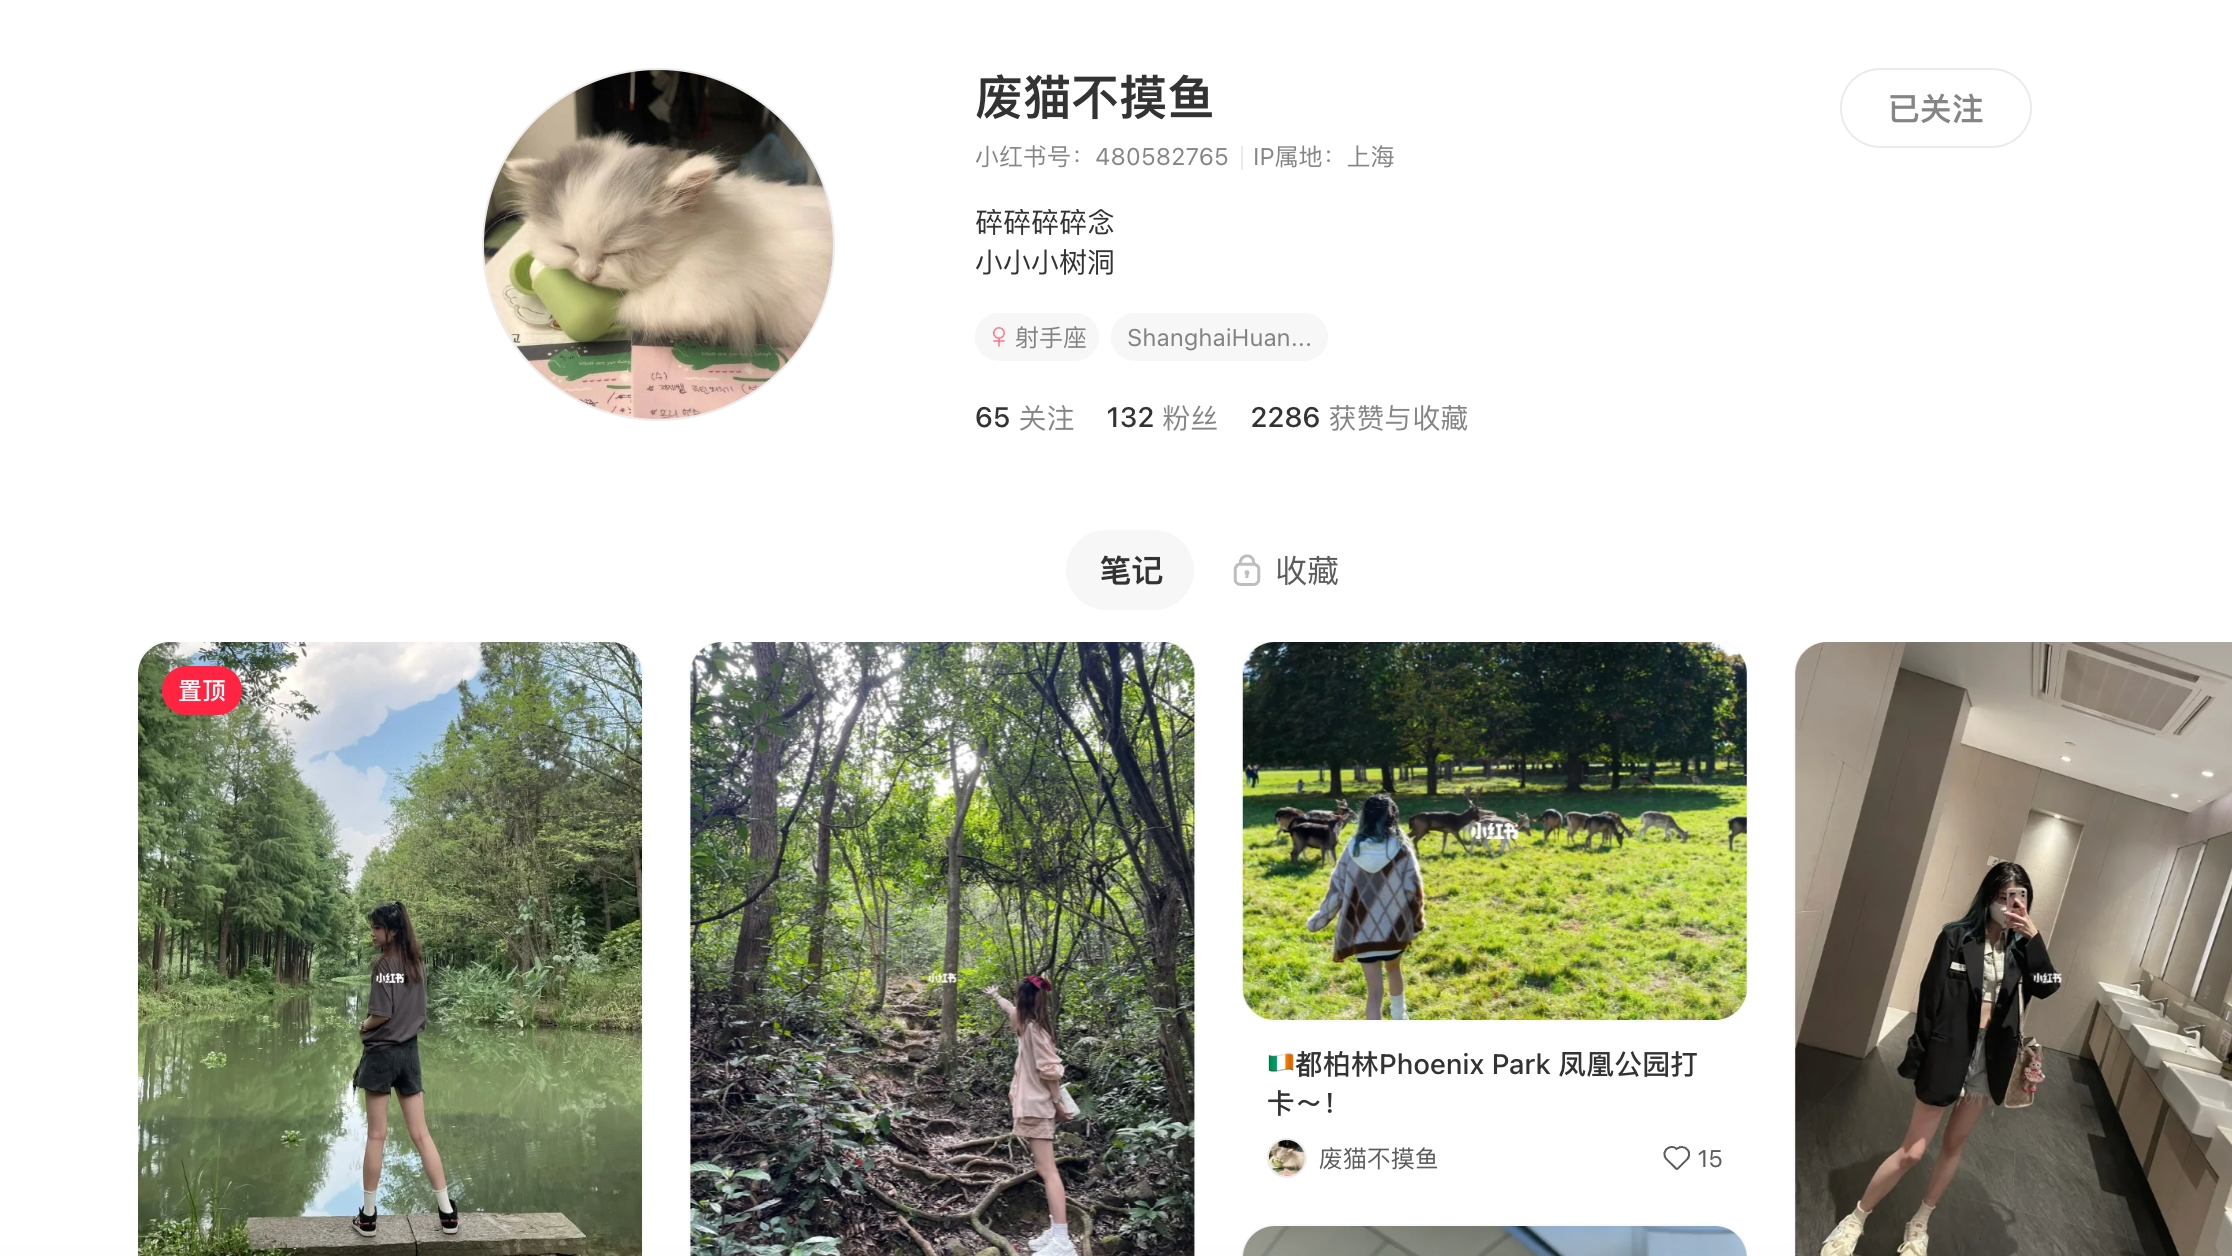 废猫不摸鱼
已关注
小红书号：480582765 IP属地：上海
碎碎碎碎念
小小小树洞
♀ 射手座 ShanghaiHuan...
65 关注 132 粉丝 2286 获赞与收藏
笔记 收藏
置顶
小红书
小红书
小红书
小红书
🇮🇪都柏林Phoenix Park 凤凰公园打
卡～！
废猫不摸鱼 15